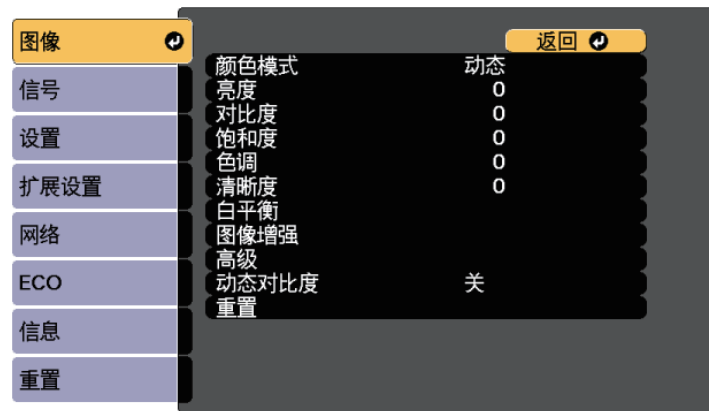 图像
信号
设置
扩展设置
网络
ECO
信息
重置
返回
颜色模式 动态
亮度 0
对比度 0
饱和度 0
色调 0
清晰度 0
白平衡
图像增强
高级
动态对比度 关
重置